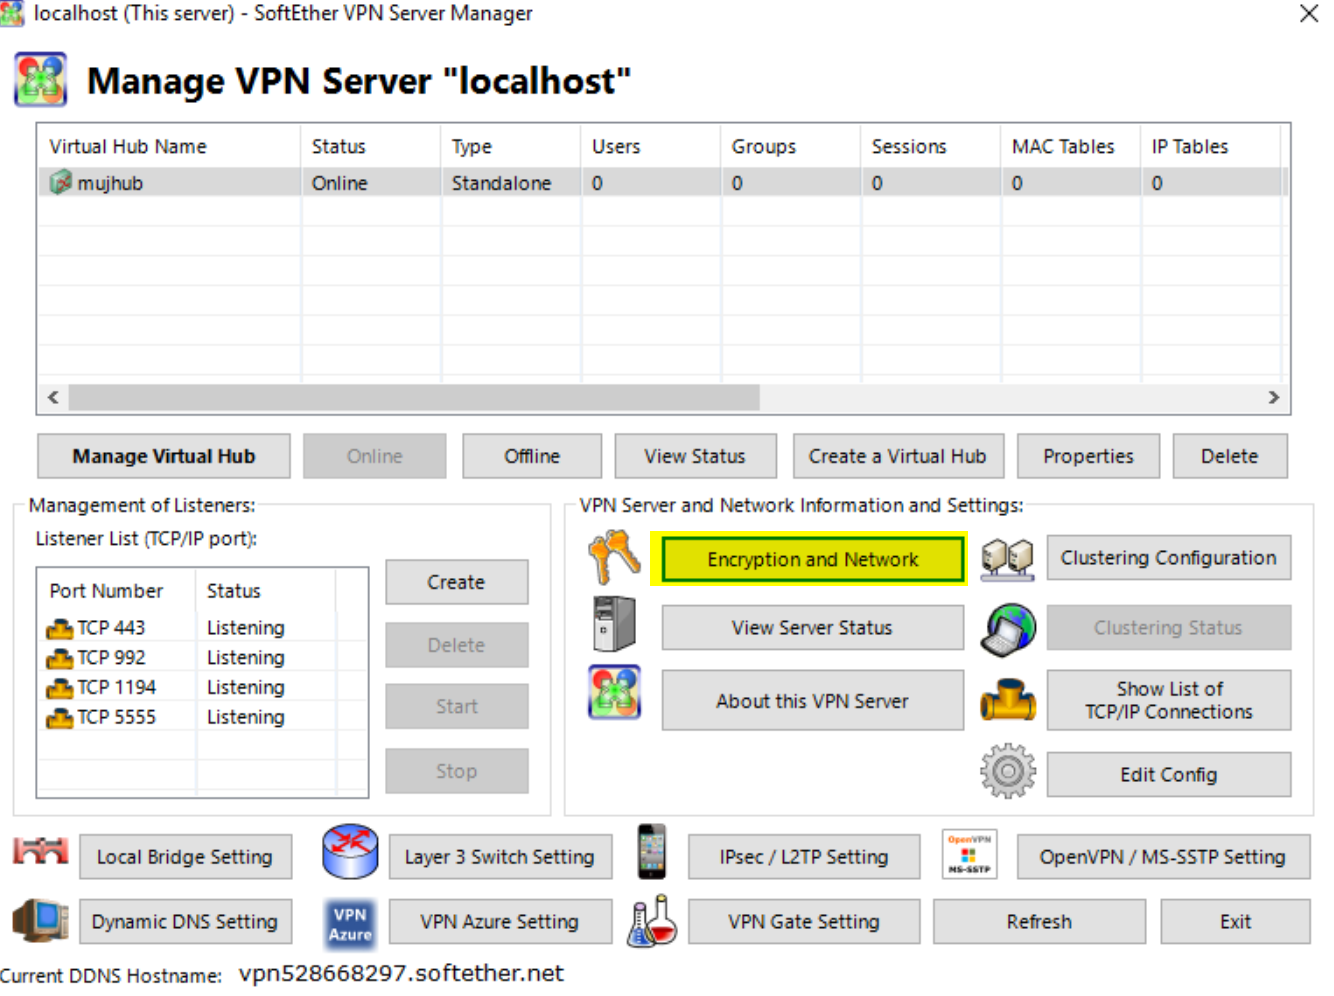 localhost (This server) - SoftEther VPN Server Manager
Manage VPN Server "localhost"
Virtual Hub Name Status Type Users Groups Sessions MAC Tables IP Tables
mujhub Online Standalone 0 0 0 0 0
Manage Virtual Hub Online Offline View Status Create a Virtual Hub Properties Delete
Management of Listeners:
Listener List (TCP/IP port):
Port Number Status
TCP 443 Listening
TCP 992 Listening
TCP 1194 Listening
TCP 5555 Listening
Create
Delete
Start
Stop
VPN Server and Network Information and Settings:
Encryption and Network Clustering Configuration
View Server Status Clustering Status
About this VPN Server Show List of
TCP/IP Connections
Edit Config
Local Bridge Setting Layer 3 Switch Setting IPsec / L2TP Setting OpenVPN MS-SSTP OpenVPN / MS-SSTP Setting
Dynamic DNS Setting VPN Azure VPN Azure Setting VPN Gate Setting Refresh Exit
Current DDNS Hostname: vpn528668297.softether.net